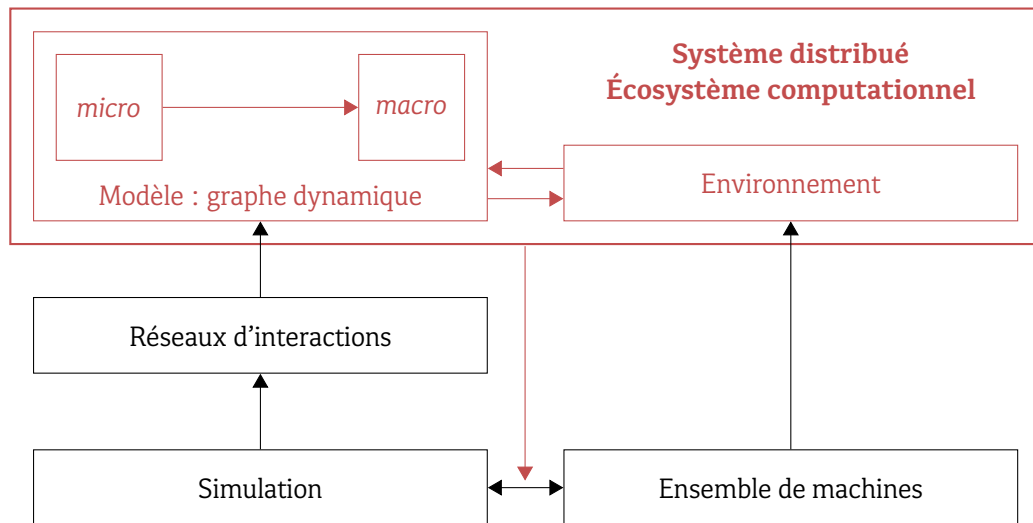 Système distribué
Écosystème computationnel
micro
macro
Modèle : graphe dynamique
Environnement
Réseaux d'interactions
Simulation
Ensemble de machines